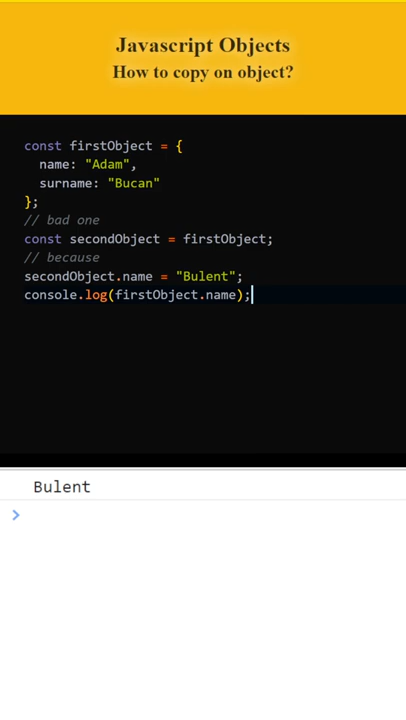 Javascript Objects
How to copy on object?
const firstObject = {
  name: "Adam",
  surname: "Bucan"
};
// bad one
const secondObject = firstObject;
// because
secondObject.name = "Bulent";
console.log(firstObject.name);
Bulent
>